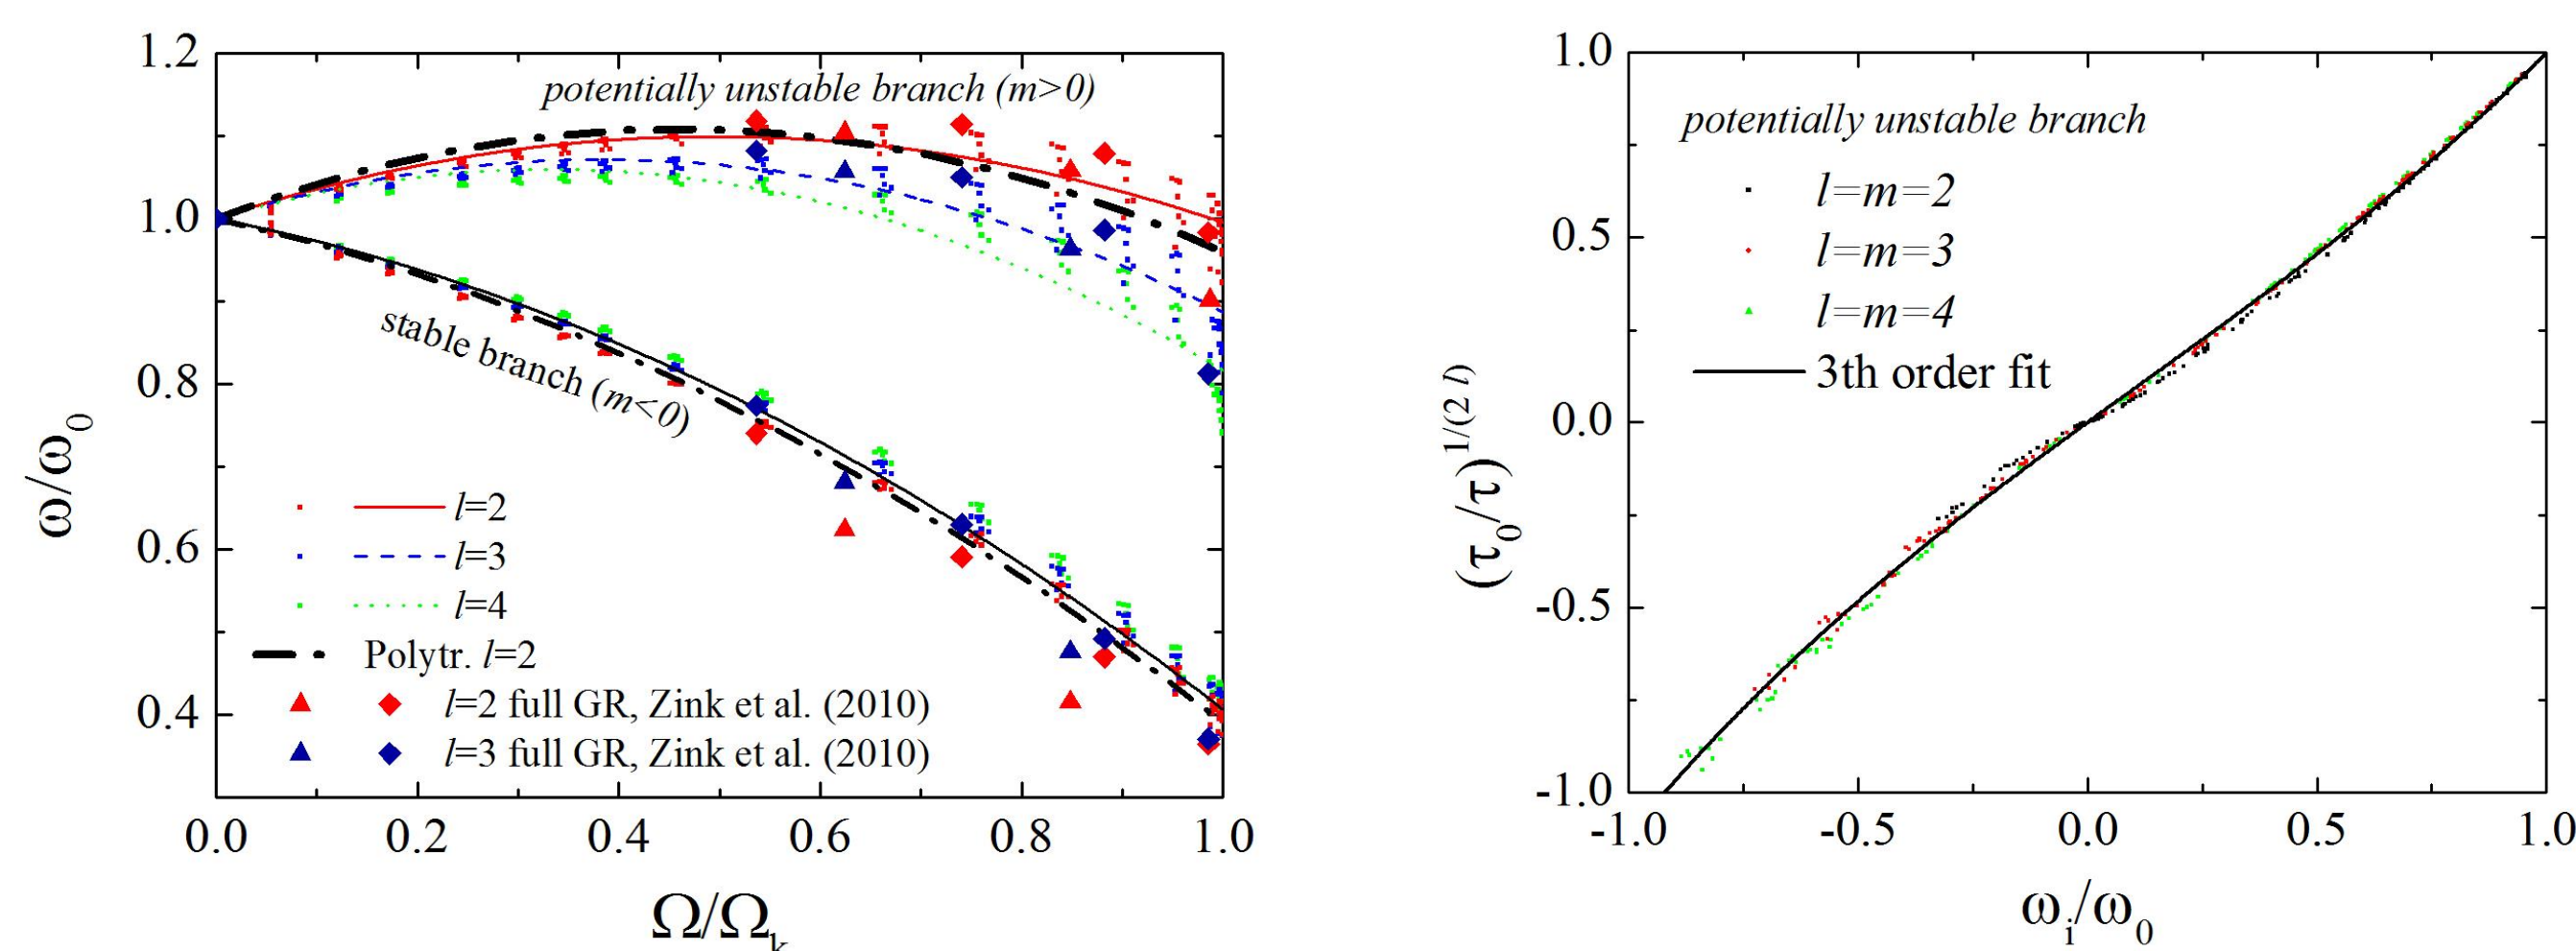 1.2
1.0
0.8
0.6
0.4
ω/ω0
potentially unstable branch (m>0)
stable branch (m<0)
l=2
l=3
l=4
Polytr. l=2
l=2 full GR, Zink et al. (2010)
l=3 full GR, Zink et al. (2010)
0.0
0.2
0.4
0.6
0.8
1.0
Ω/Ωk
1.0
0.5
0.0
-0.5
-1.0
(τ0/τ)1/(2 l)
potentially unstable branch
l=m=2
l=m=3
l=m=4
3th order fit
-1.0
-0.5
0.0
0.5
1.0
ωi/ω0